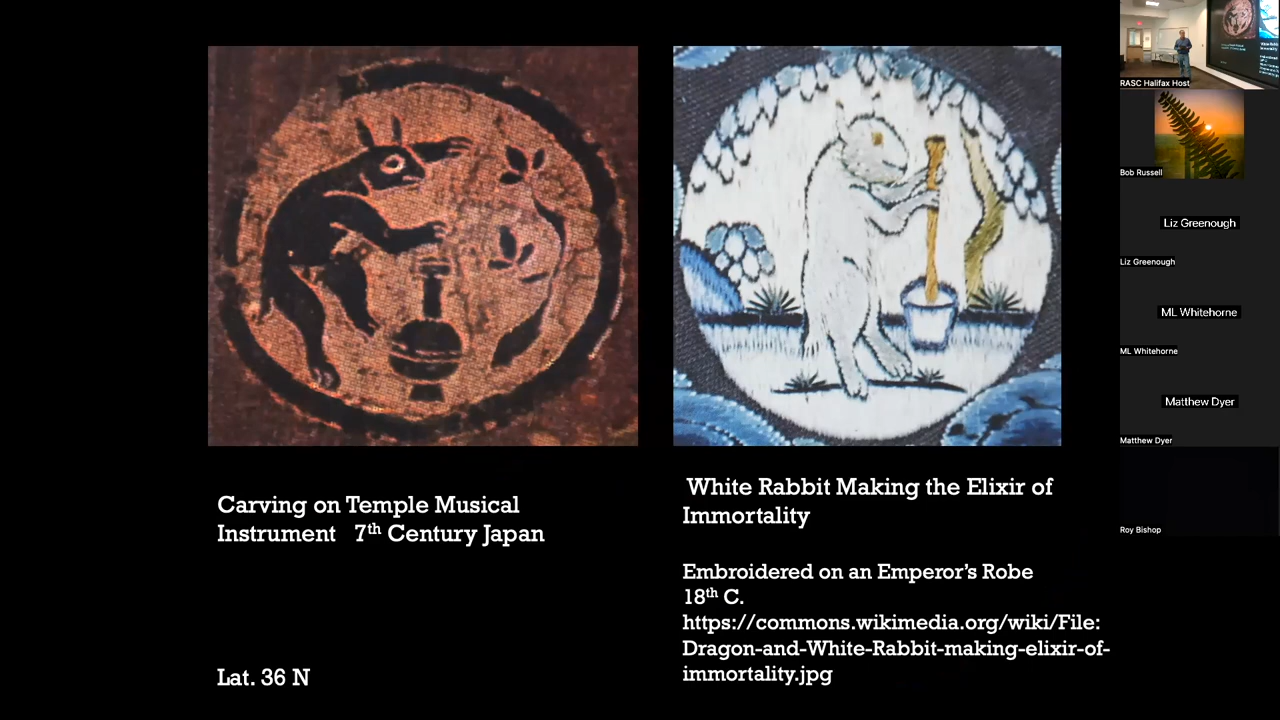 Carving on Temple Musical
Instrument 7th Century Japan
Lat. 36 N
White Rabbit Making the Elixir of
Immortality
Embroidered on an Emperor's Robe
18th C.
https://commons.wikimedia.org/wiki/File:
Dragon-and-White-Rabbit-making-elixir-of-
immortality.jpg
RASC Halifax Host
Bob Russell
Liz Greenough
Liz Greenough
ML Whitehorne
ML Whitehorne
Matthew Dyer
Matthew Dyer
Roy Bishop